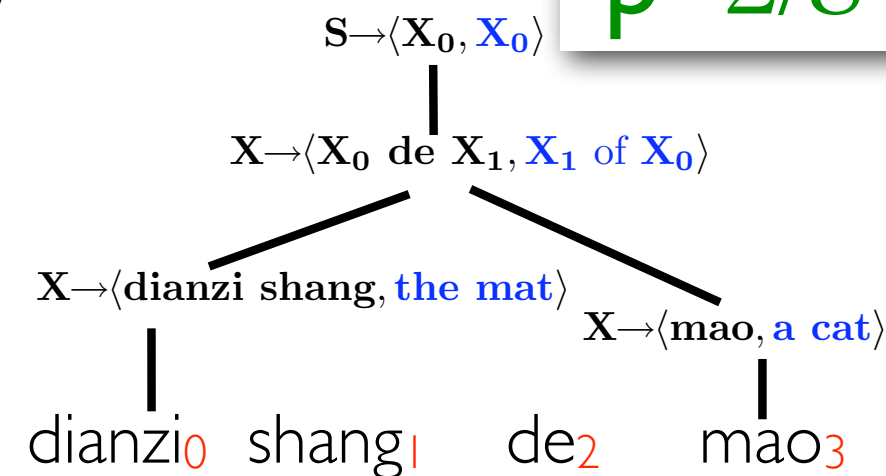 S→⟨X₀, X₀⟩
X→⟨X₀ de X₁, X₁ of X₀⟩
X→⟨dianzi shang, the mat⟩
X→⟨mao, a cat⟩
dianzi0 shang1 de2 mao3